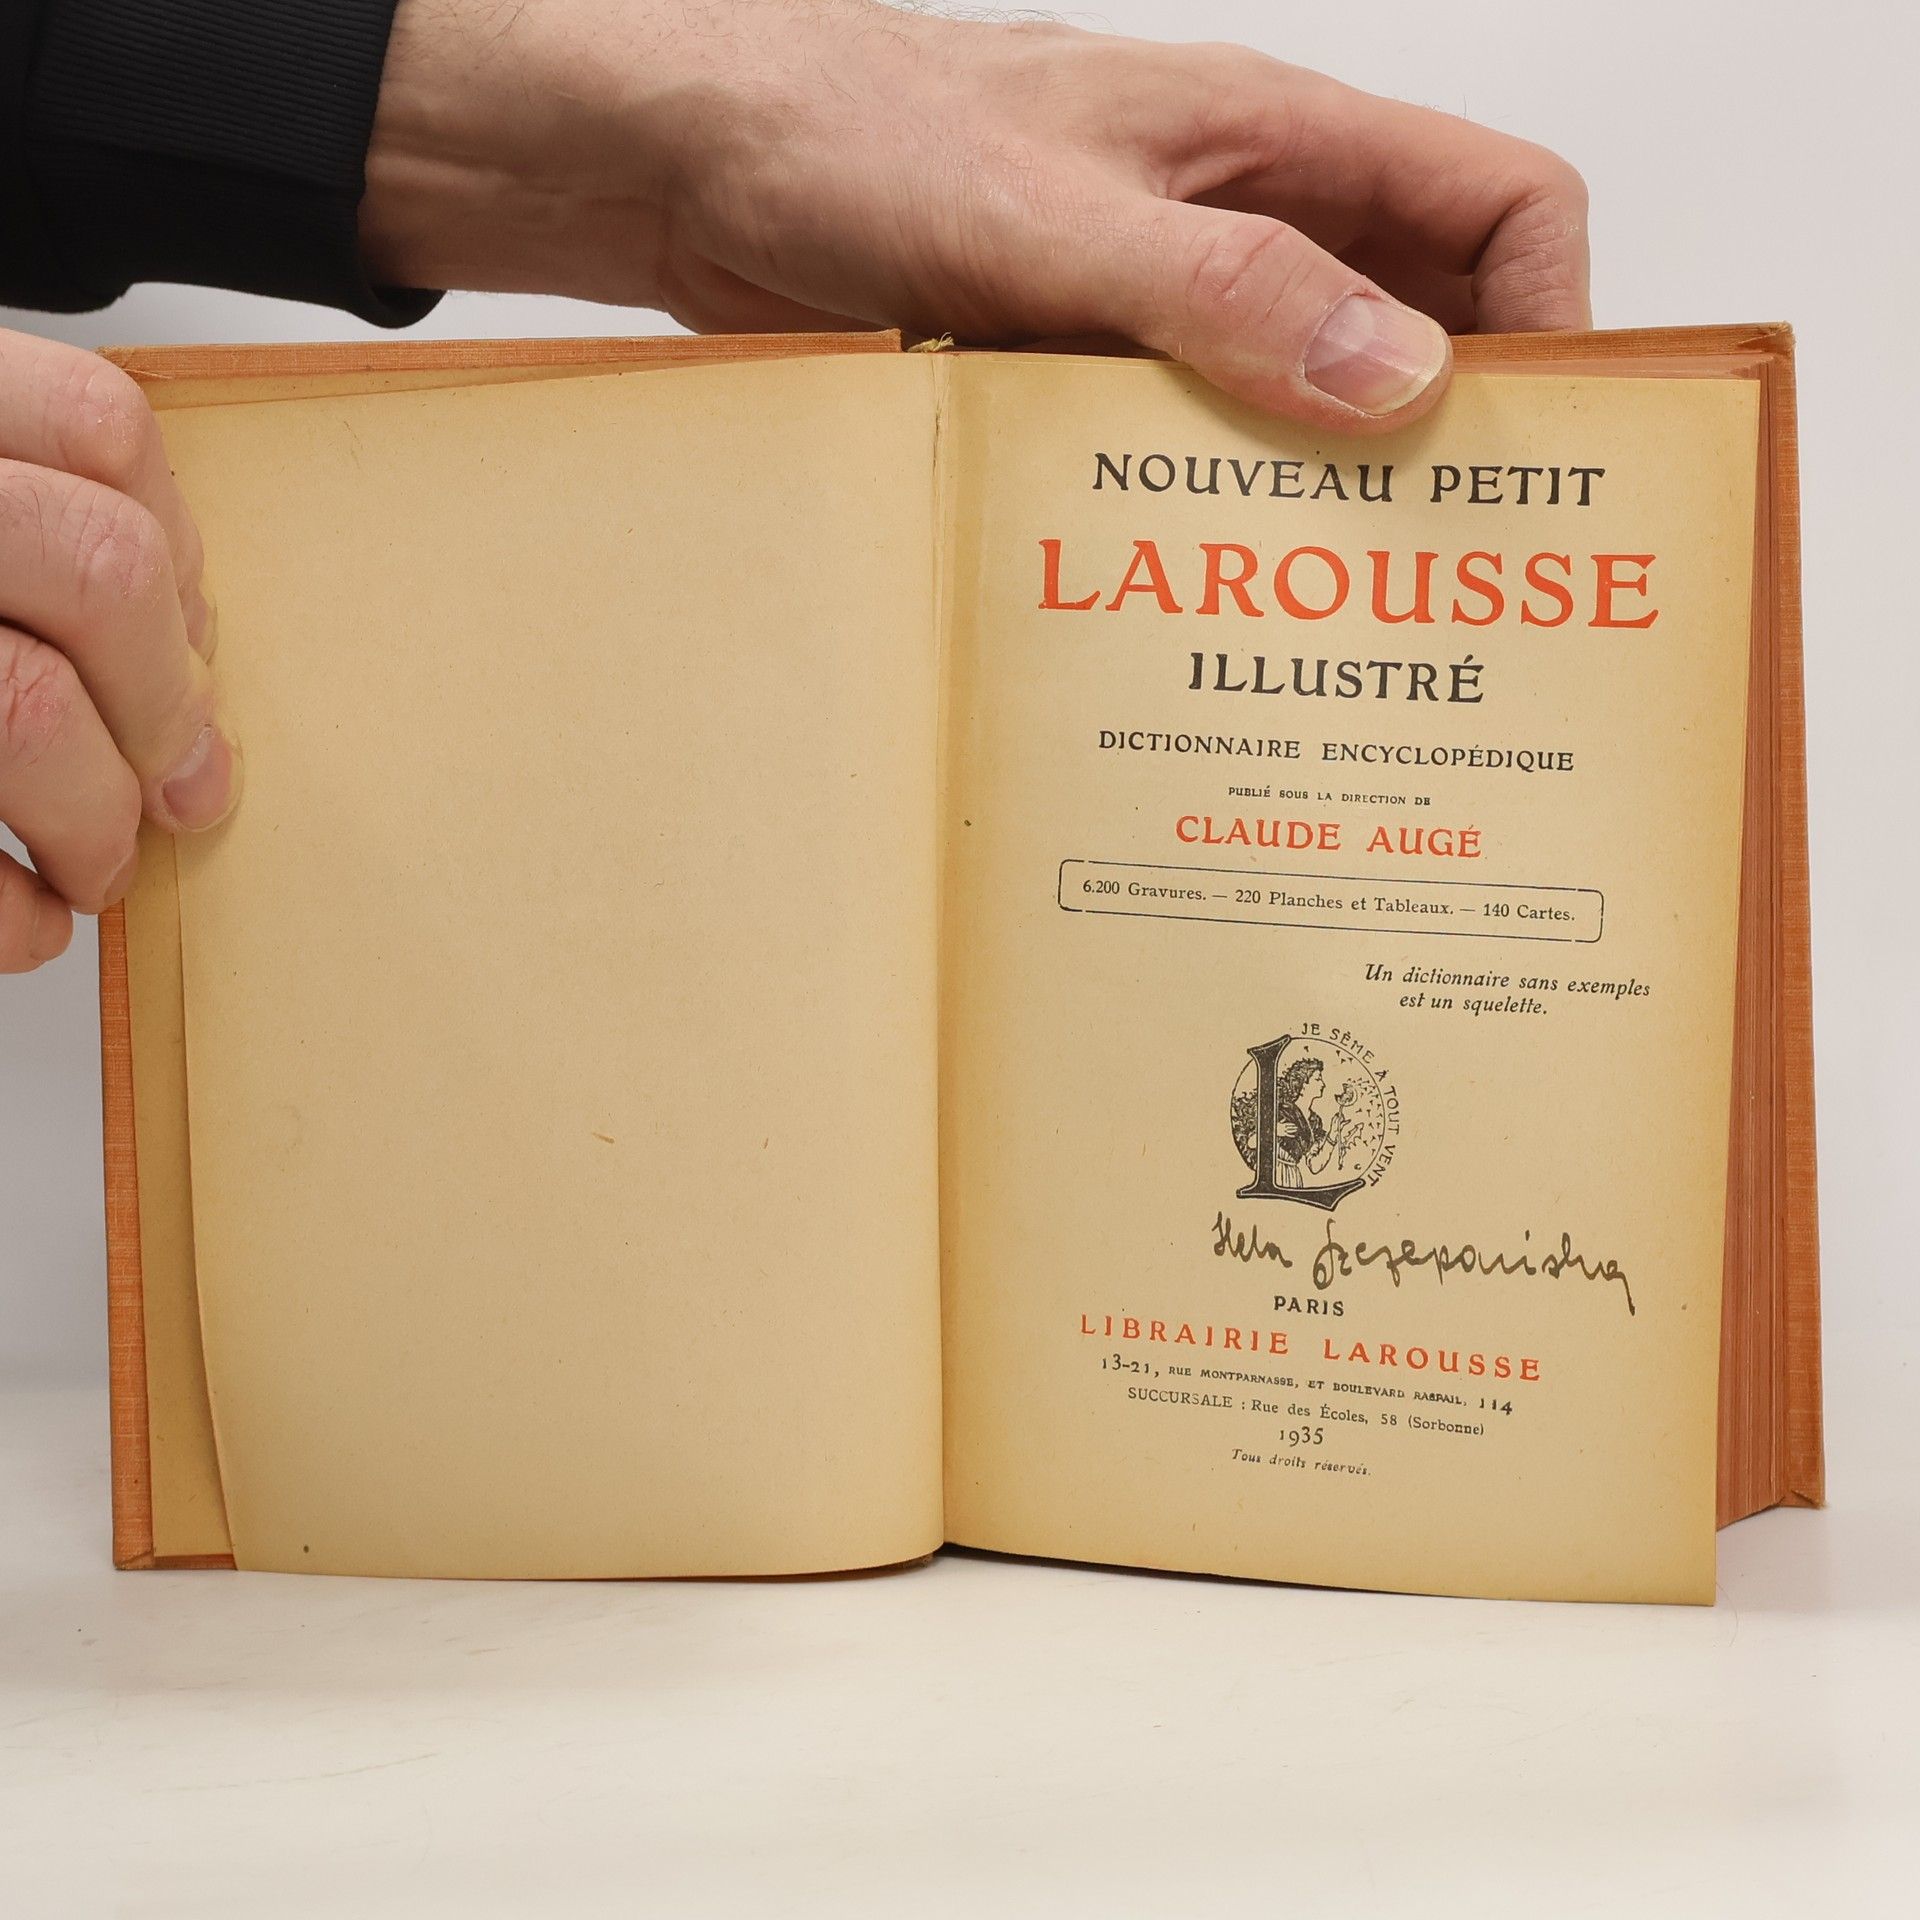 NOUVEAU PETIT
LAROUSSE
ILLUSTRÉ
DICTIONNAIRE ENCYCLOPÉDIQUE
PUBLIÉ SOUS LA DIRECTION DE
CLAUDE AUGÉ
6.200 Gravures. — 220 Planches et Tableaux. — 140 Cartes.
Un dictionnaire sans exemples
est un squelette.
JE SÈME À TOUT VENT
L
Hela Szczepańska
PARIS
LIBRAIRIE LAROUSSE
13-21, RUE MONTPARNASSE, ET BOULEVARD RASPAIL, 114
SUCCURSALE : Rue des Écoles, 58 (Sorbonne)
1935
Tous droits réservés.